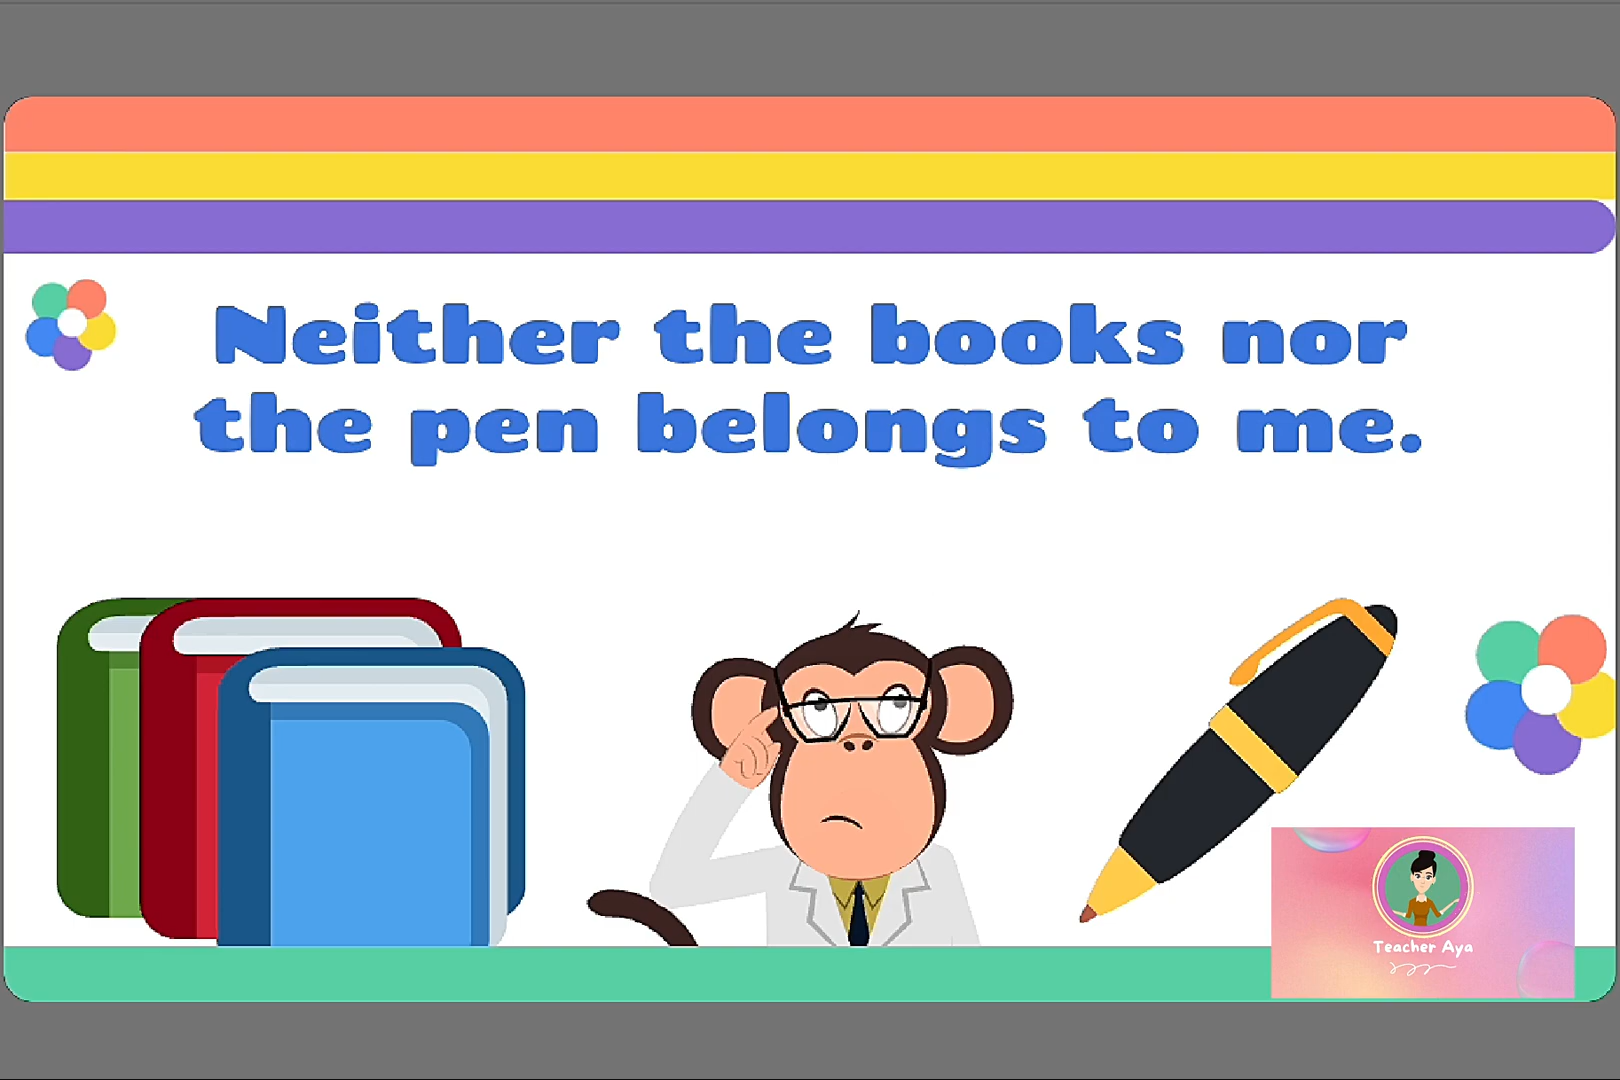 Neither the books nor
the pen belongs to me.
Teacher Aya